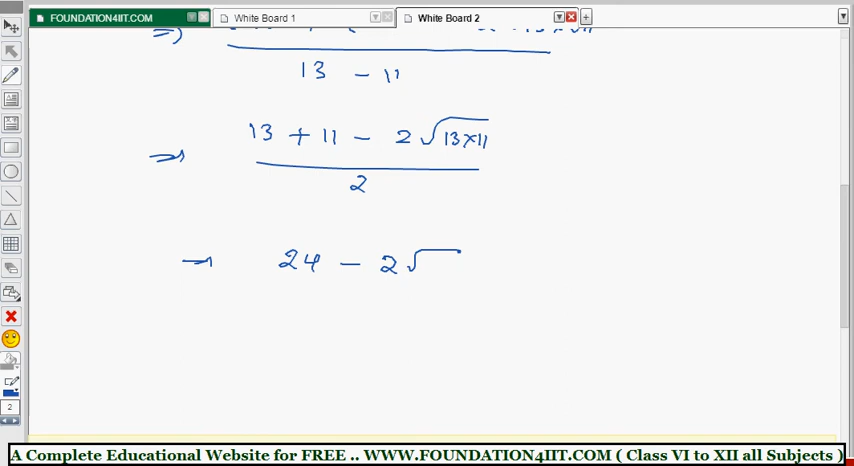 FOUNDATION4IIT.COM White Board 1 White Board 2
⇒)
13 - 11
13 + 11 - 2 √13×11
⇒
2
→ 24 - 2√
2
A Complete Educational Website for FREE .. WWW.FOUNDATION4IIT.COM ( Class VI to XII all Subjects )